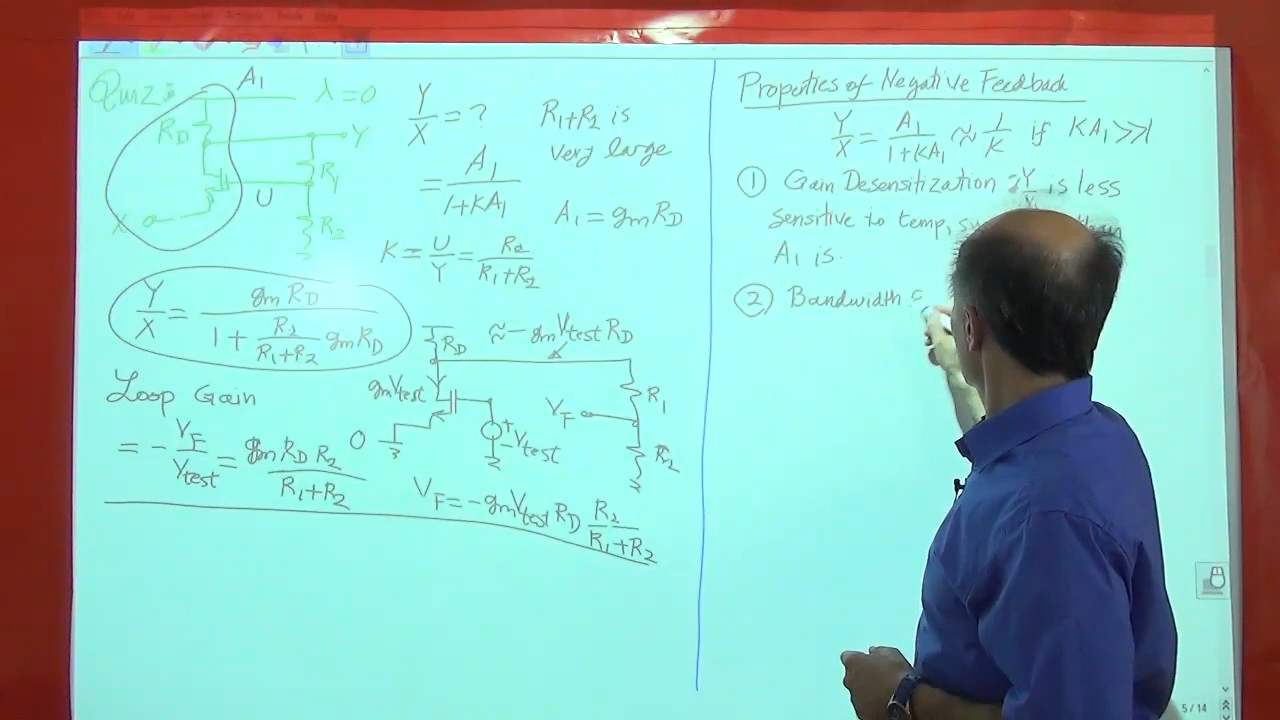 Quiz:
A1
λ=0
RD
Y
R1
U
X
R2
Y/X = ?
R1+R2 is
very large
= A1/(1+KA1)
A1 = gmRD
K = U/Y = R2/(R1+R2)
Y/X = gmRD/(1 + R2/(R1+R2) gmRD)
Loop Gain
= - VF/Vtest = gmRD R2/(R1+R2)
RD
≈ -gmVtest RD
gmVtest
R1
VF
0
+
-
Vtest
R2
VF = -gmVtest RD R2/(R1+R2)
Properties of Negative Feedback
Y/X = A1/(1+KA1) ≈ 1/K if KA1 >> 1
① Gain Desensitization : Y/X is less
sensitive to temp,
A1 is.
② Bandwidth
5 / 14